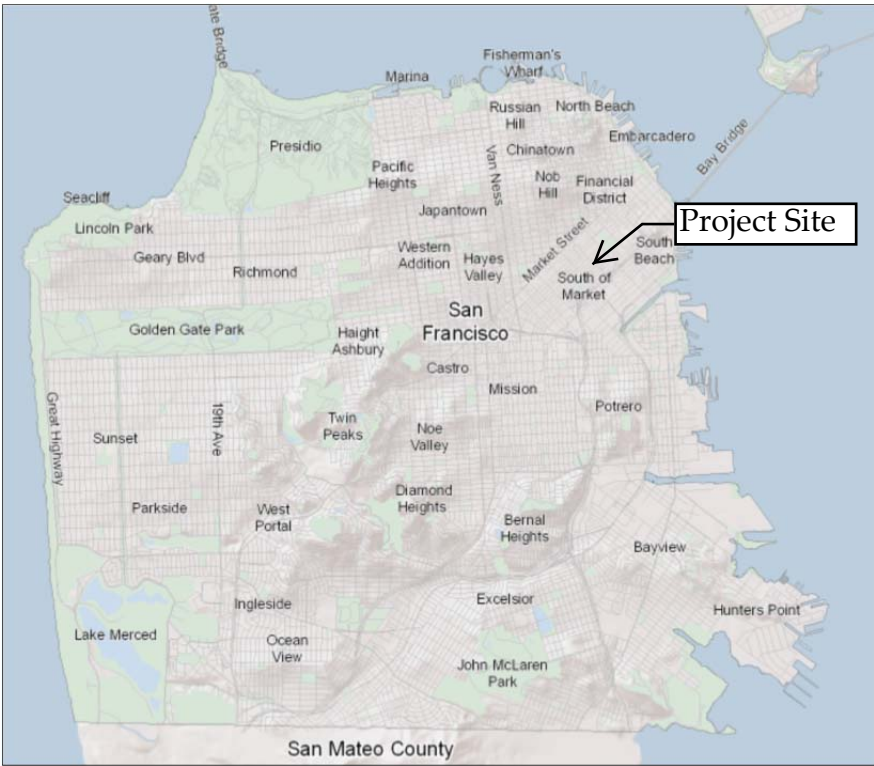 ate Bridge
Fisherman's
Wharf
Marina
Russian
Hill
North Beach
Embarcadero
Presidio
Chinatown
Bay Bridge
Pacific
Heights
Van Ness
Nob
Hill
Financial
District
Seacliff
Lincoln Park
Japantown
Project Site
Geary Blvd
Richmond
Western
Addition
Hayes
Valley
Market Street
South
Beach
South of
Market
San
Francisco
Golden Gate Park
Haight
Ashbury
Castro
Mission
Great Highway
19th Ave
Sunset
Twin
Peaks
Noe
Valley
Potrero
Parkside
West
Portal
Diamond
Heights
Bernal
Heights
Bayview
Ingleside
Excelsior
Hunters Point
Lake Merced
Ocean
View
John McLaren
Park
San Mateo County